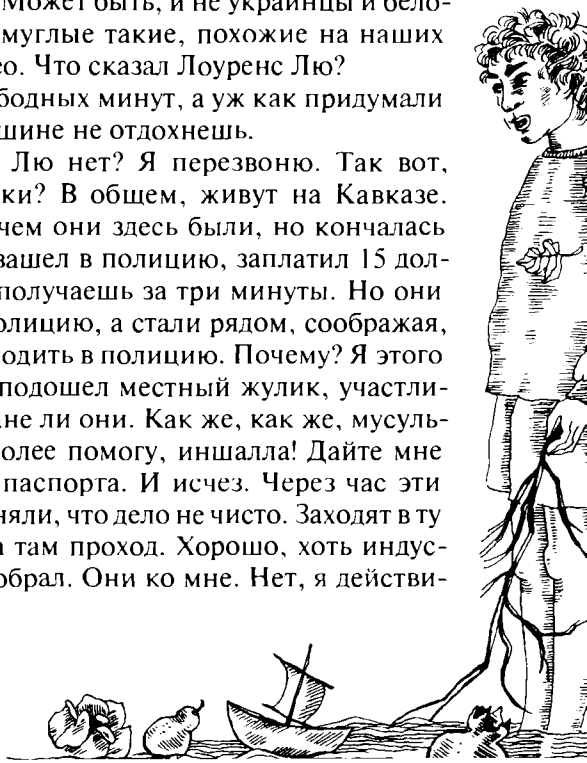 Может быть, и не украинцы и бело-
муглые такие, похожие на наших
ео. Что сказал Лоуренс Лю?
бодных минут, а уж как придумали
шине не отдохнешь.
Лю нет? Я перезвоню. Так вот,
ки? В общем, живут на Кавказе.
чем они здесь были, но кончалась
зашел в полицию, заплатил 15 дол-
получаешь за три минуты. Но они
олицию, а стали рядом, соображая,
одить в полицию. Почему? Я этого
подошел местный жулик, участли-
не ли они. Как же, как же, мусуль-
олее помогу, иншалла! Дайте мне
паспорта. И исчез. Через час эти
няли, что дело не чисто. Заходят в ту
а там проход. Хорошо, хоть индус-
обрал. Они ко мне. Нет, я действи-